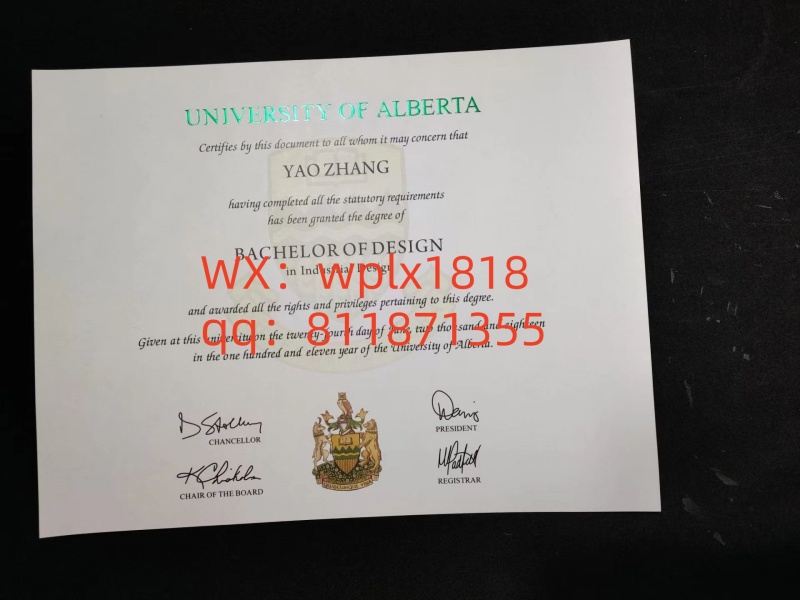 UNIVERSITY OF ALBERTA
Certifies by this document to all whom it may concern that
YAO ZHANG
having completed all the statutory requirements
has been granted the degree of
BACHELOR OF DESIGN
in Industrial Design
WX： wplx1818
and awarded all the rights and privileges pertaining to this degree.
Given at this university on the twenty-fourth day of June, two thousand and eighteen
qq： 811871355
in the one hundred and eleven year of the University of Alberta.
CHANCELLOR
PRESIDENT
CHAIR OF THE BOARD
REGISTRAR